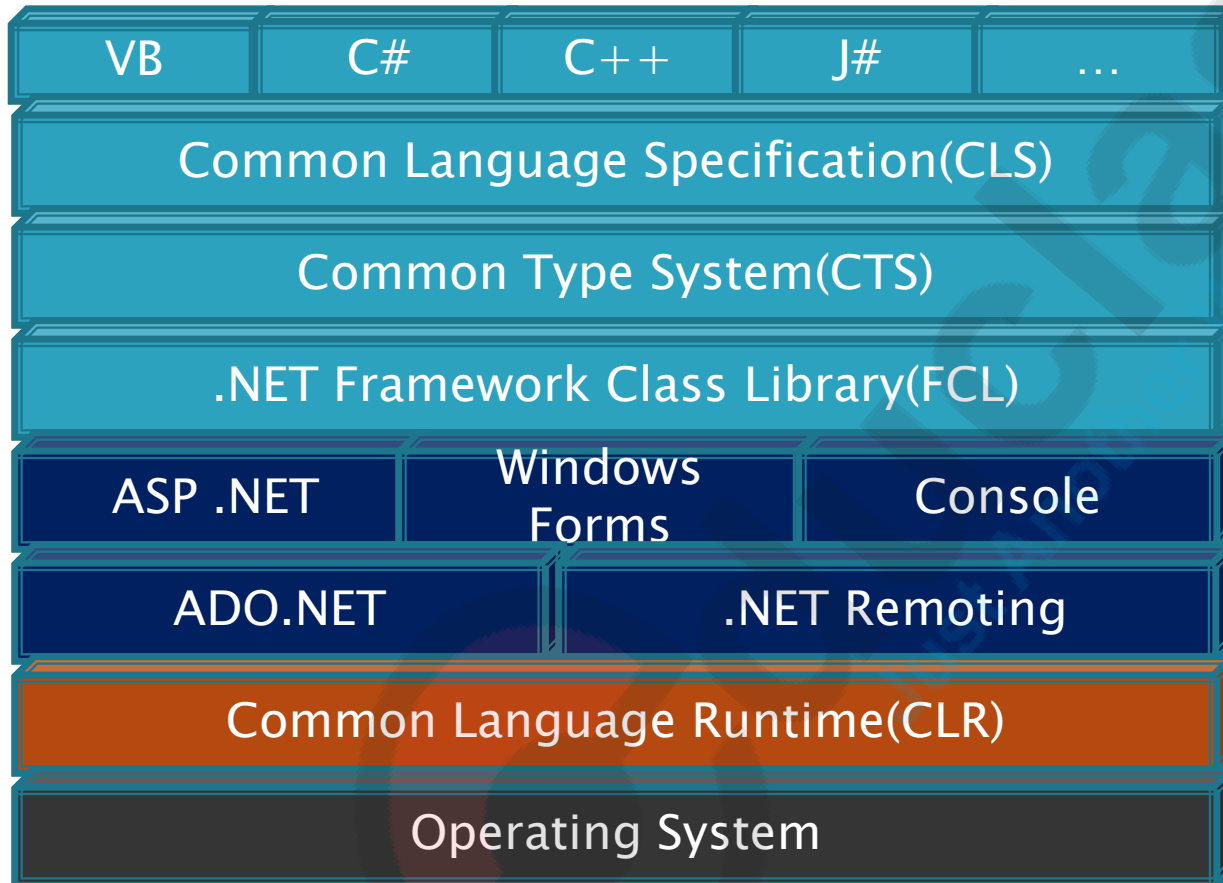 VB C# C++ J# ...
Common Language Specification(CLS)
Common Type System(CTS)
.NET Framework Class Library(FCL)
ASP .NET
Windows
Forms
Console
ADO.NET .NET Remoting
Common Language Runtime(CLR)
Operating System